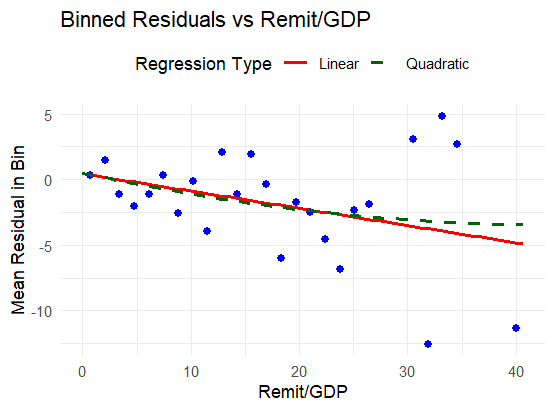 Binned Residuals vs Remit/GDP
Regression Type Linear Quadratic
5
0
-5
-10
Mean Residual in Bin
0 10 20 30 40
Remit/GDP